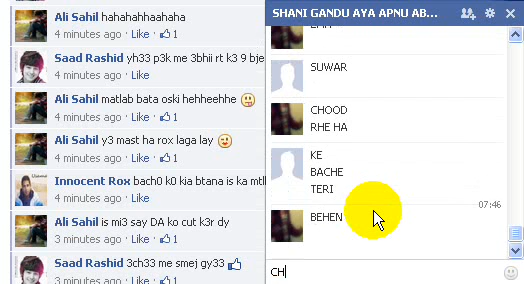 Ali Sahil hahahahhaahaha
4 minutes ago · Like · 1
Saad Rashid yh33 p3k me 3bhii rt k3 9 bje
4 minutes ago · Like
Ali Sahil matlab bata oski hehheehhe
4 minutes ago · Like · 1
Ali Sahil y3 mast ha rox laga lay
4 minutes ago · Like · 1
Innocent Rox bach0 k0 kia btana is ka mtl
4 minutes ago · Like
Ali Sahil is mi3 say DA ko cut k3r dy
3 minutes ago · Like · 1
Saad Rashid 3ch33 me smej gy33
3 minutes ago · Like · 1
SHANI GANDU AYA APNU AB...
SUWAR
CHOOD
RHE HA
KE
BACHE
TERI
07:46
BEHEN
CH